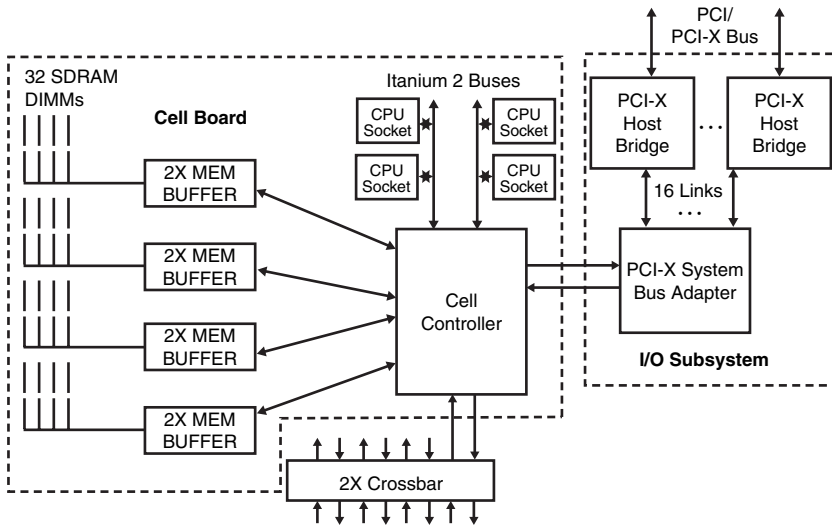 PCI/
PCI-X Bus
32 SDRAM
DIMMs
Cell Board
Itanium 2 Buses
CPU
Socket
CPU
Socket
CPU
Socket
CPU
Socket
PCI-X
Host
Bridge
...
PCI-X
Host
Bridge
2X MEM
BUFFER
16 Links
...
2X MEM
BUFFER
Cell
Controller
PCI-X System
Bus Adapter
2X MEM
BUFFER
I/O Subsystem
2X MEM
BUFFER
2X Crossbar